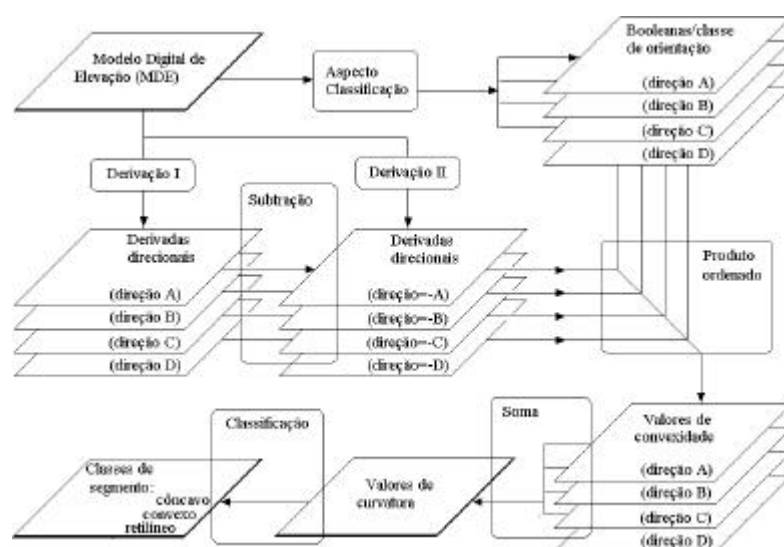 Modelo Digital de
Elevação (MDE)
Aspecto
Classificação
Booleanas/classe
de orientação
(direção A)
(direção B)
(direção C)
(direção D)
Derivação I
Derivação II
Subtração
Derivadas
direcionais
(direção A)
(direção B)
(direção C)
(direção D)
Derivadas
direcionais
(direção=-A)
(direção=-B)
(direção=-C)
(direção=-D)
Produto
ordenado
Classificação
Soma
Valores de
convexidade
(direção A)
(direção B)
(direção C)
(direção D)
Valores de
curvatura
Classes de
segmento:
côncavo
convexo
retilíneo